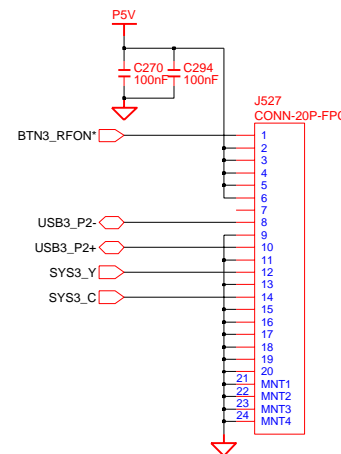 P5V
C270 C294
100nF 100nF
J527
CONN-20P-FPC
BTN3_RFON* 1
2
3
4
5
6
7
USB3_P2- 8
9
USB3_P2+ 10
11
SYS3_Y 12
13
SYS3_C 14
15
16
17
18
19
20
21 MNT1
22 MNT2
23 MNT3
24 MNT4